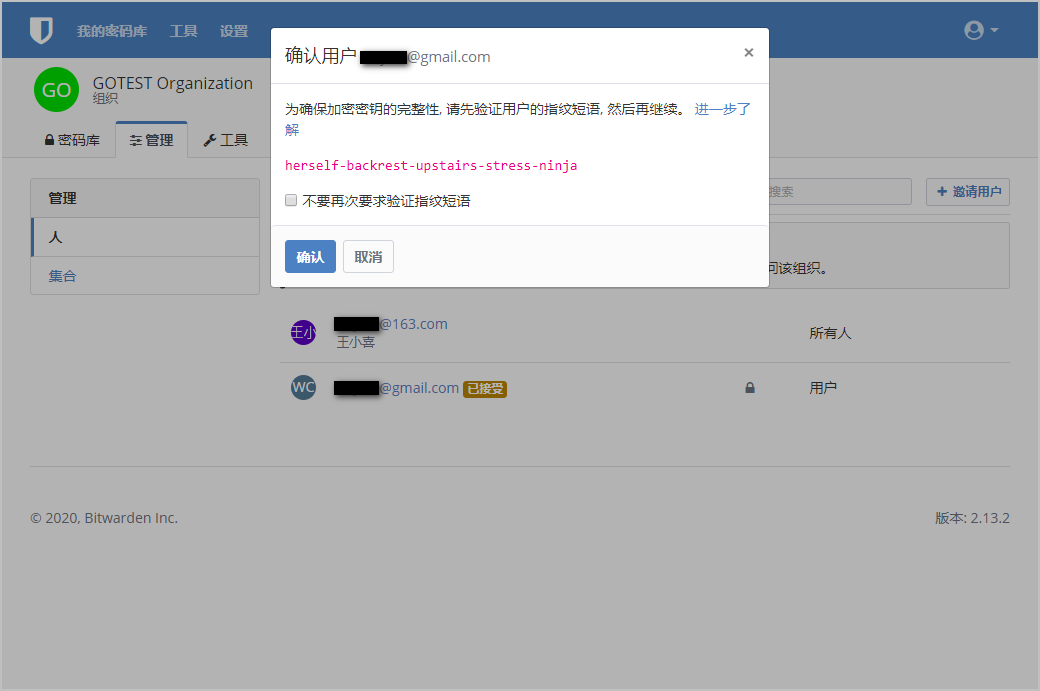 我的密码库 工具 设置
确认用户 @gmail.com ×
GO GOTEST Organization
组织
为确保加密密钥的完整性, 请先验证用户的指纹短语, 然后再继续。 进一步了
解
密码库 管理 工具
herself-backrest-upstairs-stress-ninja
管理 搜索 + 邀请用户
不要再次要求验证指纹短语
人
确认 取消
问该组织。
集合
王小 @163.com 所有人
王小喜
WC @gmail.com 已接受 用户
© 2020, Bitwarden Inc. 版本: 2.13.2